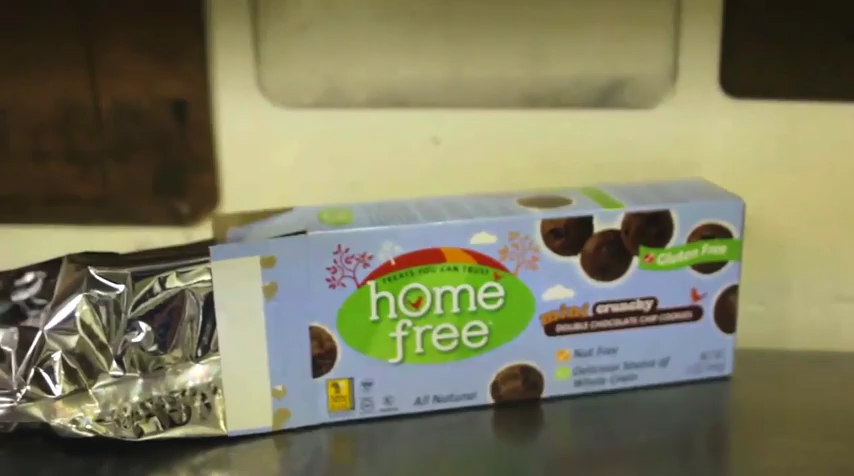 TREATS YOU CAN TRUST
home
free
Gluten Free
mini crunchy
DOUBLE CHOCOLATE CHIP COOKIES
Nut Free
Delicious blend of
Whole Grain
All Natural